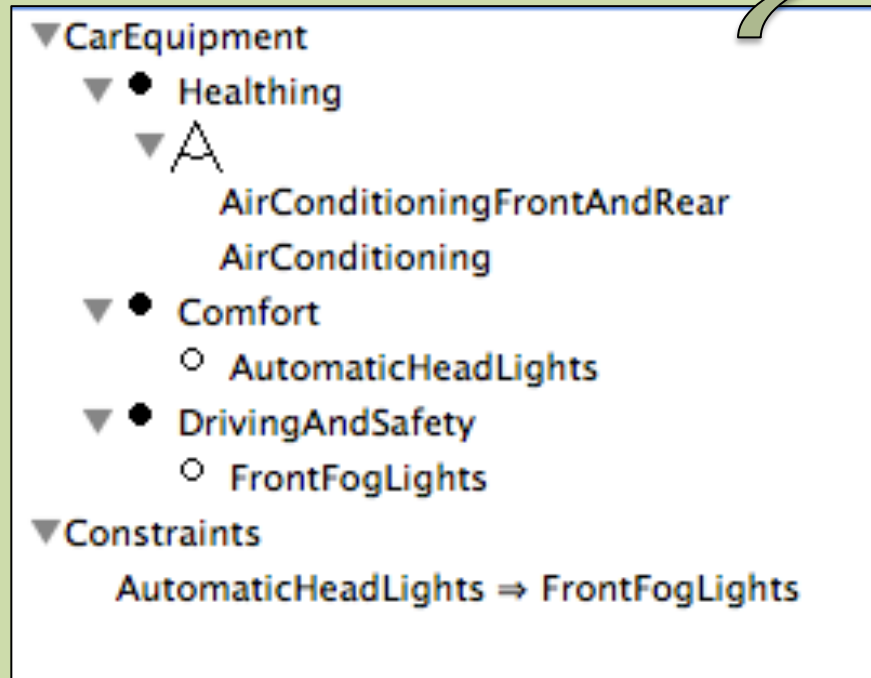 CarEquipment
Healthing
AirConditioningFrontAndRear
AirConditioning
Comfort
AutomaticHeadLights
DrivingAndSafety
FrontFogLights
Constraints
AutomaticHeadLights ⇒ FrontFogLights